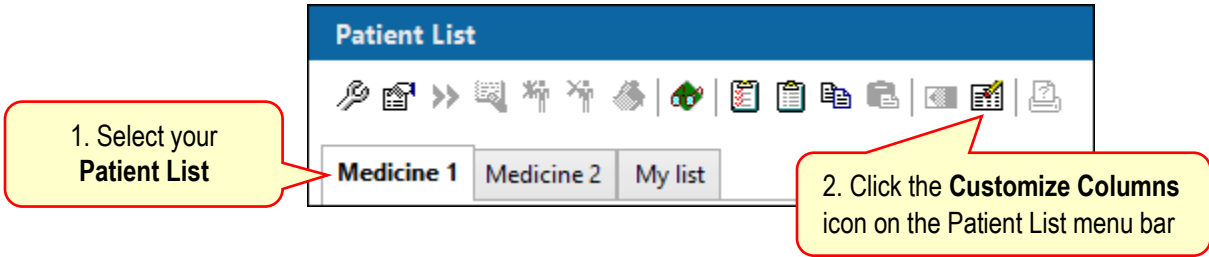 Patient List
1. Select your
Patient List
Medicine 1
Medicine 2
My list
2. Click the Customize Columns
icon on the Patient List menu bar